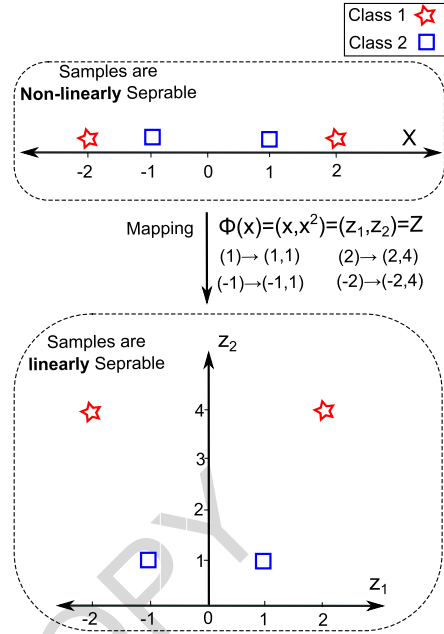 Class 1
Class 2
Samples are
Non-linearly Seprable
X
-2 -1 0 1 2
Mapping
Φ(x)=(x,x²)=(z₁,z₂)=Z
(1)→(1,1) (2)→(2,4)
(-1)→(-1,1) (-2)→(-2,4)
Samples are
linearly Seprable
z₂
4
3
2
1
-2 -1 0 1 2
z₁
OPY